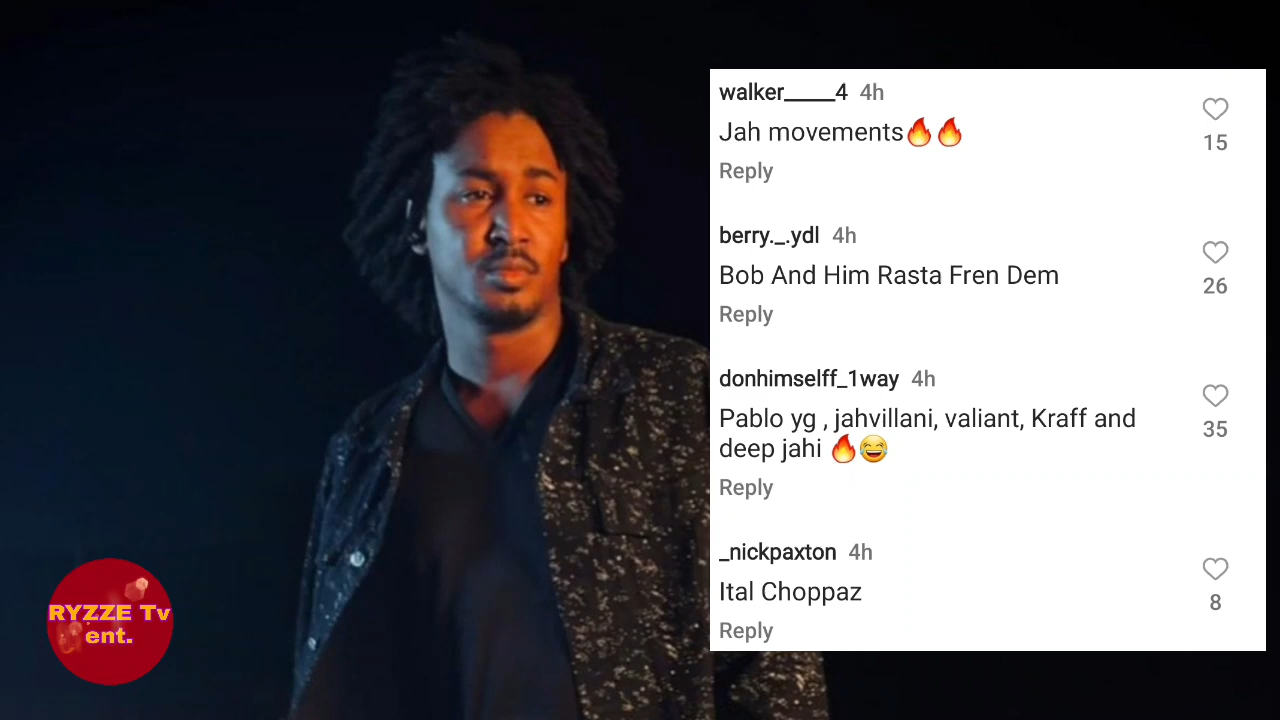 walker_____4 4h
Jah movements🔥🔥
15
Reply
berry._.ydl 4h
Bob And Him Rasta Fren Dem
26
Reply
donhimselff_1way 4h
Pablo yg , jahvillani, valiant, Kraff and
deep jahi 🔥😂
35
Reply
_nickpaxton 4h
Ital Choppaz
8
Reply
RYZZE Tv
ent.